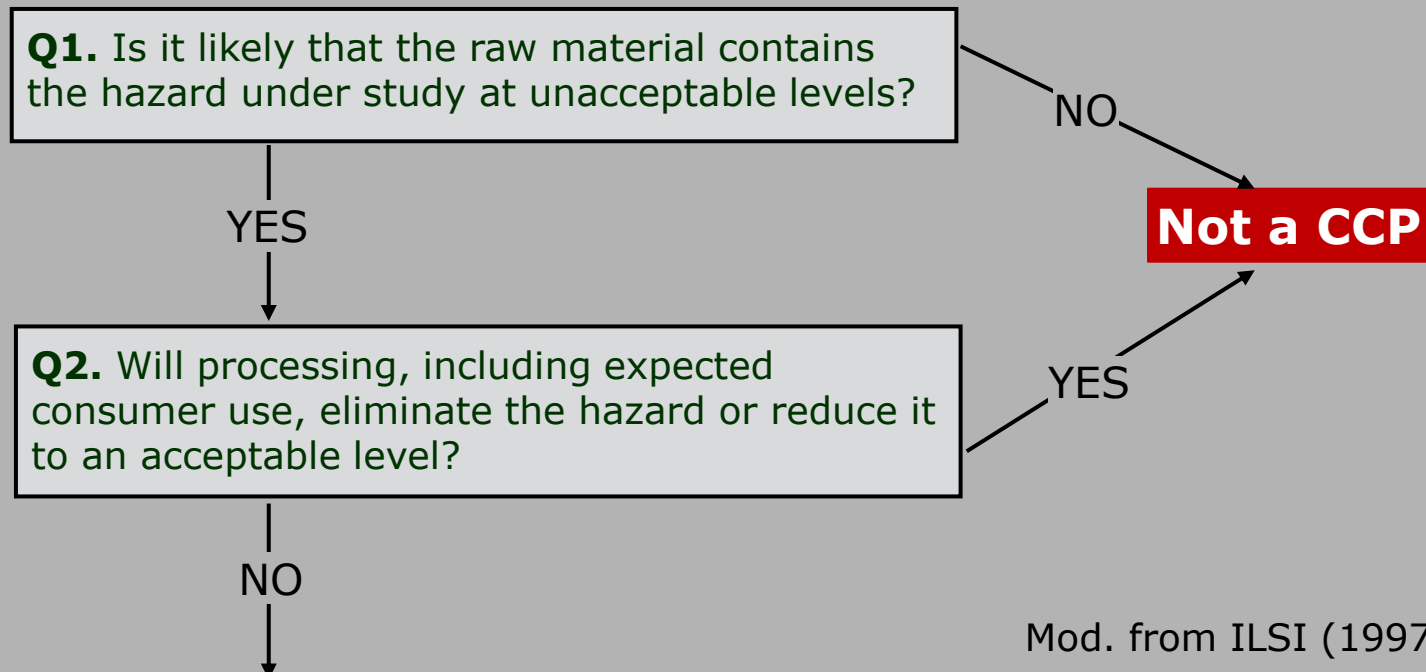 Q1. Is it likely that the raw material contains
the hazard under study at unacceptable levels?
NO
YES
Not a CCP
Q2. Will processing, including expected
consumer use, eliminate the hazard or reduce it
to an acceptable level?
YES
NO
Mod. from ILSI (1997